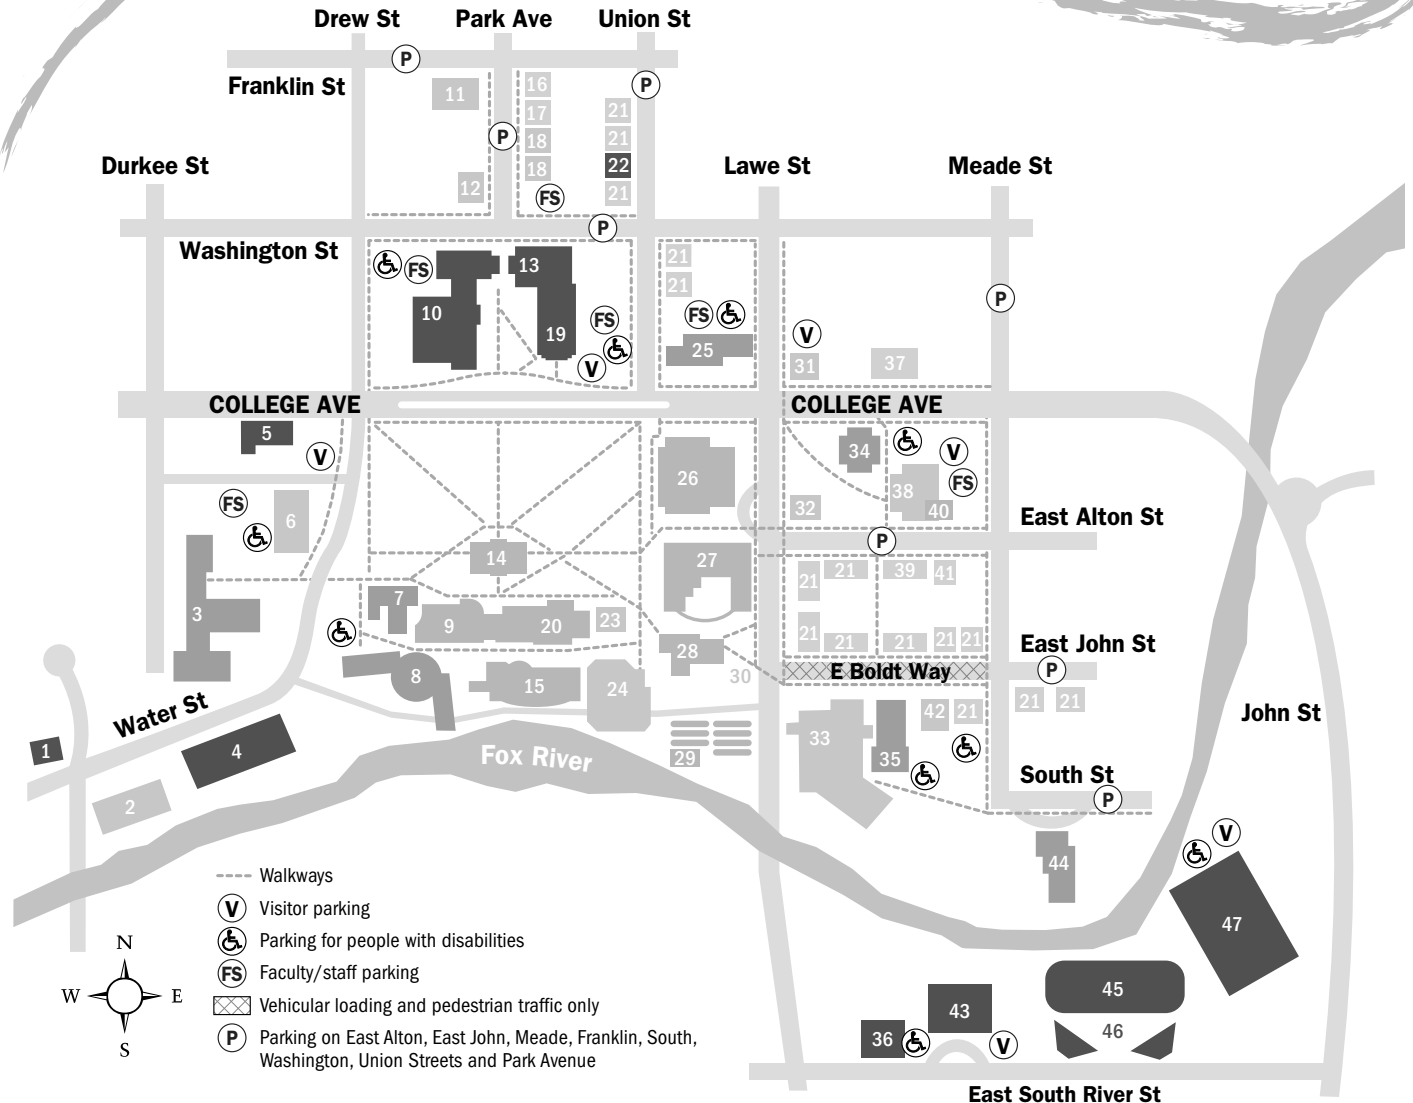 Drew St
Park Ave
Union St
P
Franklin St
P
11
16
17
21
P
18
21
Durkee St
18
22
Lawe St
Meade St
12
FS
21
P
Washington St
21
FS
13
10
21
P
19
FS
FS
V
25
V
31
37
COLLEGE AVE
COLLEGE AVE
5
V
34
V
26
38
FS
FS
32
40
6
East Alton St
P
14
27
21
21
39
41
7
3
9
20
23
21
21
21
21
21
East John St
28
8
15
24
30
E Boldt Way
P
21
21
Water St
42
21
John St
33
1
4
Fox River
29
35
South St
2
P
V
44
Walkways
V
Visitor parking
47
Parking for people with disabilities
N
FS
Faculty/staff parking
W
E
45
Vehicular loading and pedestrian traffic only
43
46
P
Parking on East Alton, East John, Meade, Franklin, South,
Washington, Union Streets and Park Avenue
36
V
S
East South River St